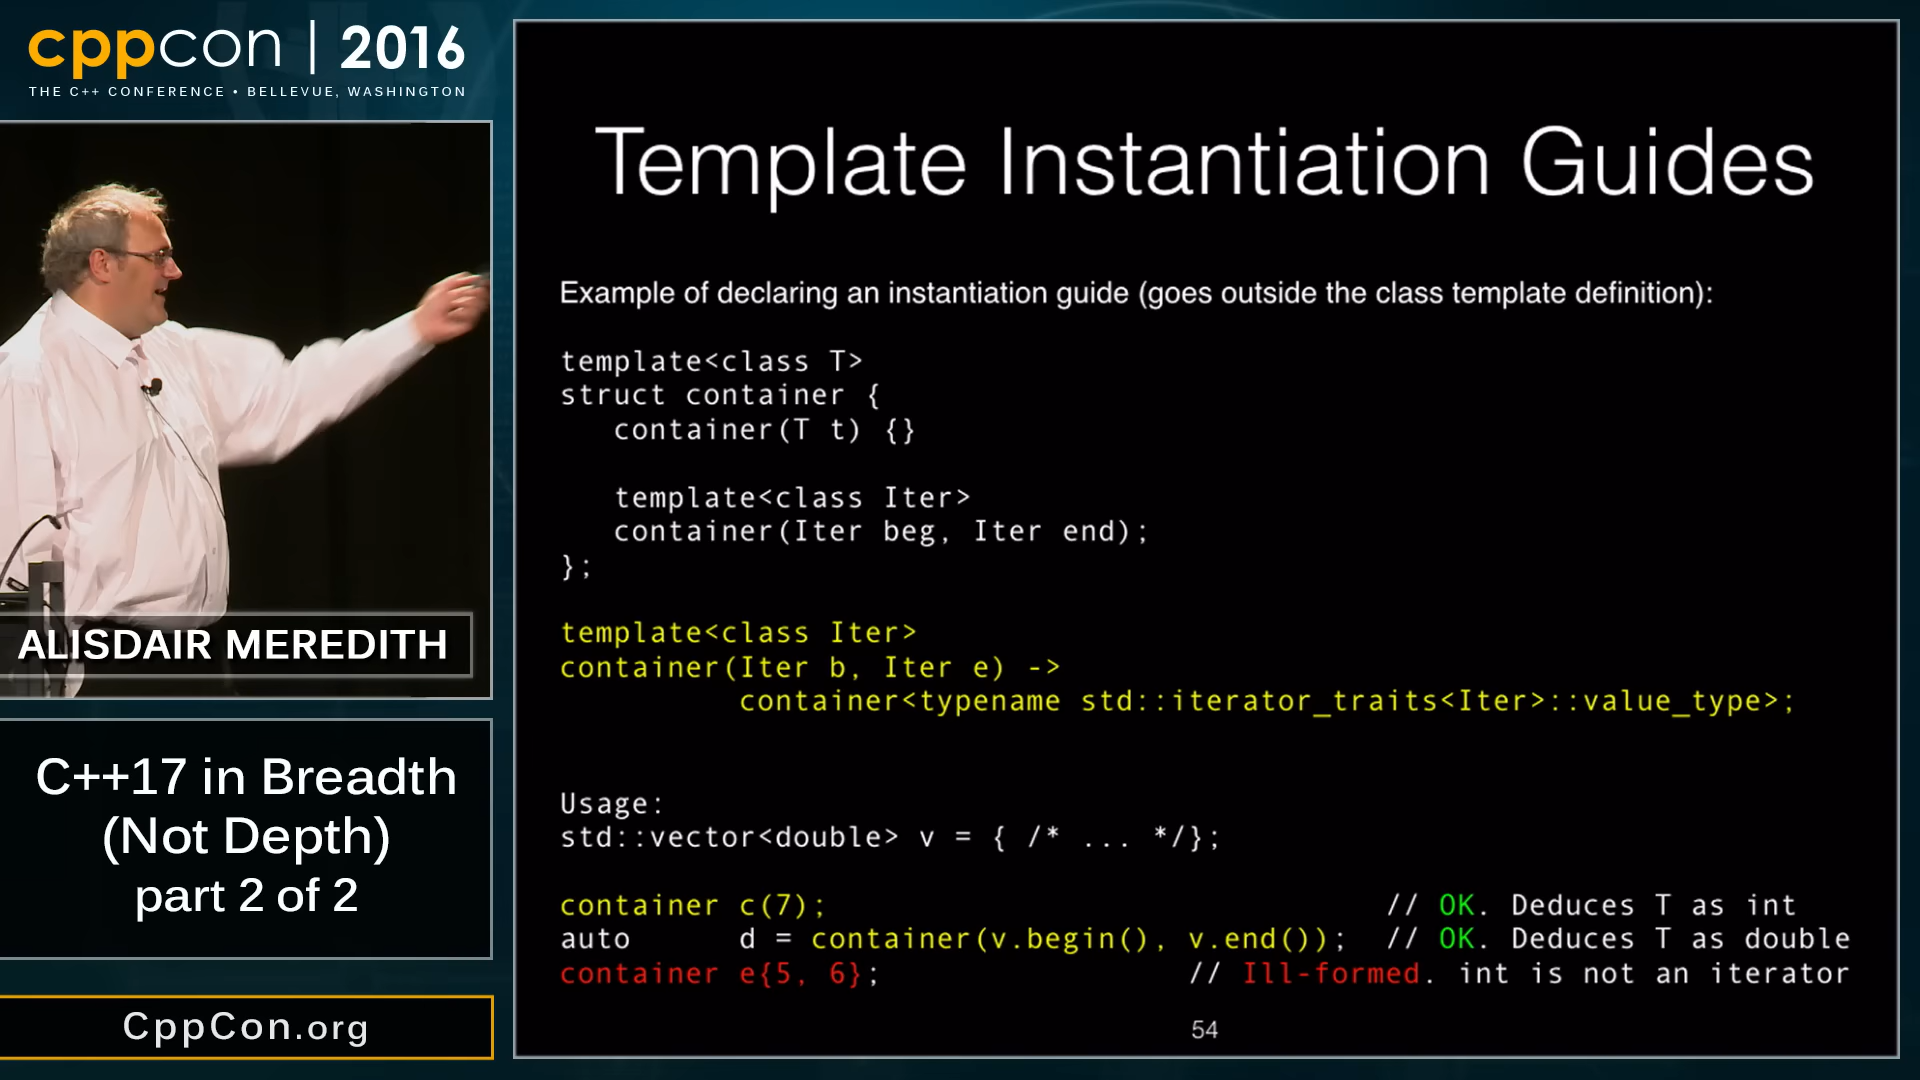 cppcon | 2016
THE C++ CONFERENCE • BELLEVUE, WASHINGTON
ALISDAIR MEREDITH
C++17 in Breadth
(Not Depth)
part 2 of 2
CppCon.org
Template Instantiation Guides
Example of declaring an instantiation guide (goes outside the class template definition):
template<class T>
struct container {
   container(T t) {}
   template<class Iter>
   container(Iter beg, Iter end);
};
template<class Iter>
container(Iter b, Iter e) ->
          container<typename std::iterator_traits<Iter>::value_type>;
Usage:
std::vector<double> v = { /* ... */};
container c(7); // OK. Deduces T as int
auto      d = container(v.begin(), v.end()); // OK. Deduces T as double
container e{5, 6}; // Ill-formed. int is not an iterator
54